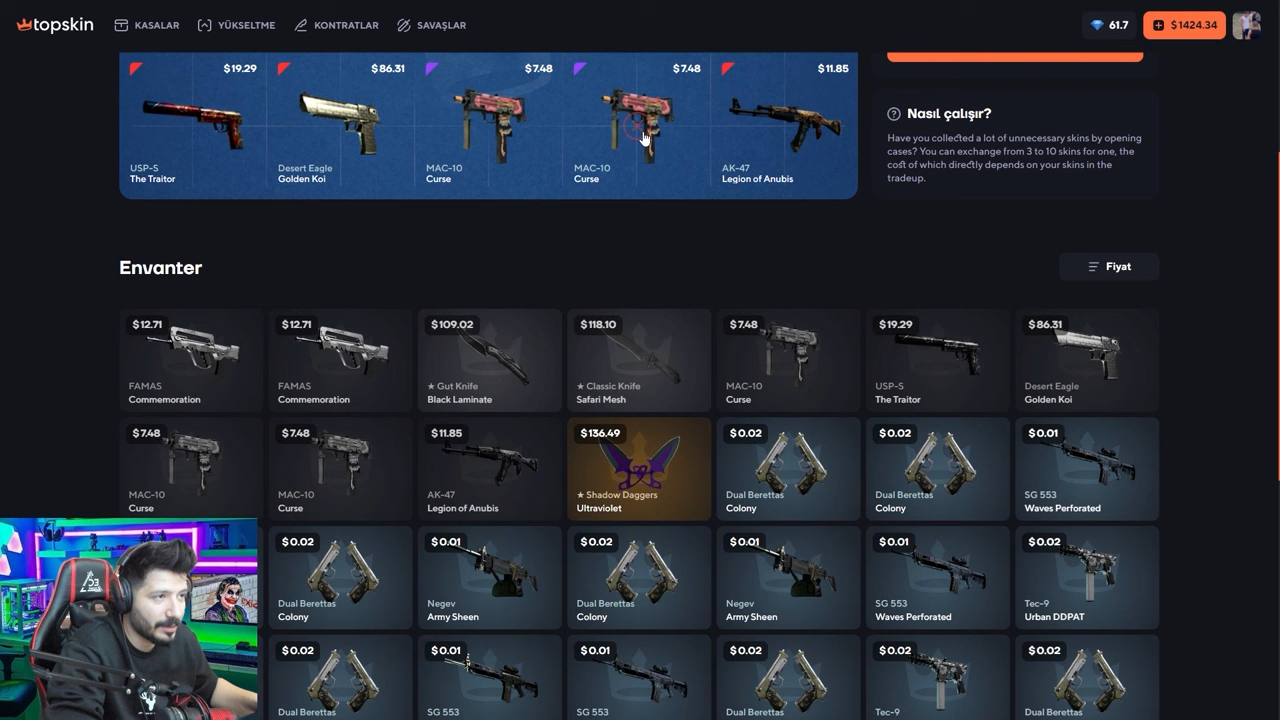 topskin
KASALAR
YÜKSELTME
KONTRATLAR
SAVAŞLAR
61.7
$1424.34
$19.29
$86.31
$7.48
$7.48
$11.85
USP-S
The Traitor
Desert Eagle
Golden Koi
MAC-10
Curse
MAC-10
Curse
AK-47
Legion of Anubis
Nasıl çalışır?
Have you collected a lot of unnecessary skins by opening
cases? You can exchange from 3 to 10 skins for one, the
cost of which directly depends on your skins in the
tradeup.
Envanter
Fiyat
$12.71
FAMAS
Commemoration
$12.71
FAMAS
Commemoration
$109.02
★ Gut Knife
Black Laminate
$118.10
★ Classic Knife
Safari Mesh
$7.48
MAC-10
Curse
$19.29
USP-S
The Traitor
$86.31
Desert Eagle
Golden Koi
$7.48
MAC-10
Curse
$7.48
MAC-10
Curse
$11.85
AK-47
Legion of Anubis
$136.49
★ Shadow Daggers
Ultraviolet
$0.02
Dual Berettas
Colony
$0.02
Dual Berettas
Colony
$0.01
SG 553
Waves Perforated
$0.02
Dual Berettas
Colony
$0.01
Negev
Army Sheen
$0.02
Dual Berettas
Colony
$0.01
Negev
Army Sheen
$0.01
SG 553
Waves Perforated
$0.02
Tec-9
Urban DDPAT
$0.02
Dual Berettas
$0.01
SG 553
$0.01
SG 553
$0.02
Dual Berettas
$0.02
Tec-9
$0.02
Dual Berettas